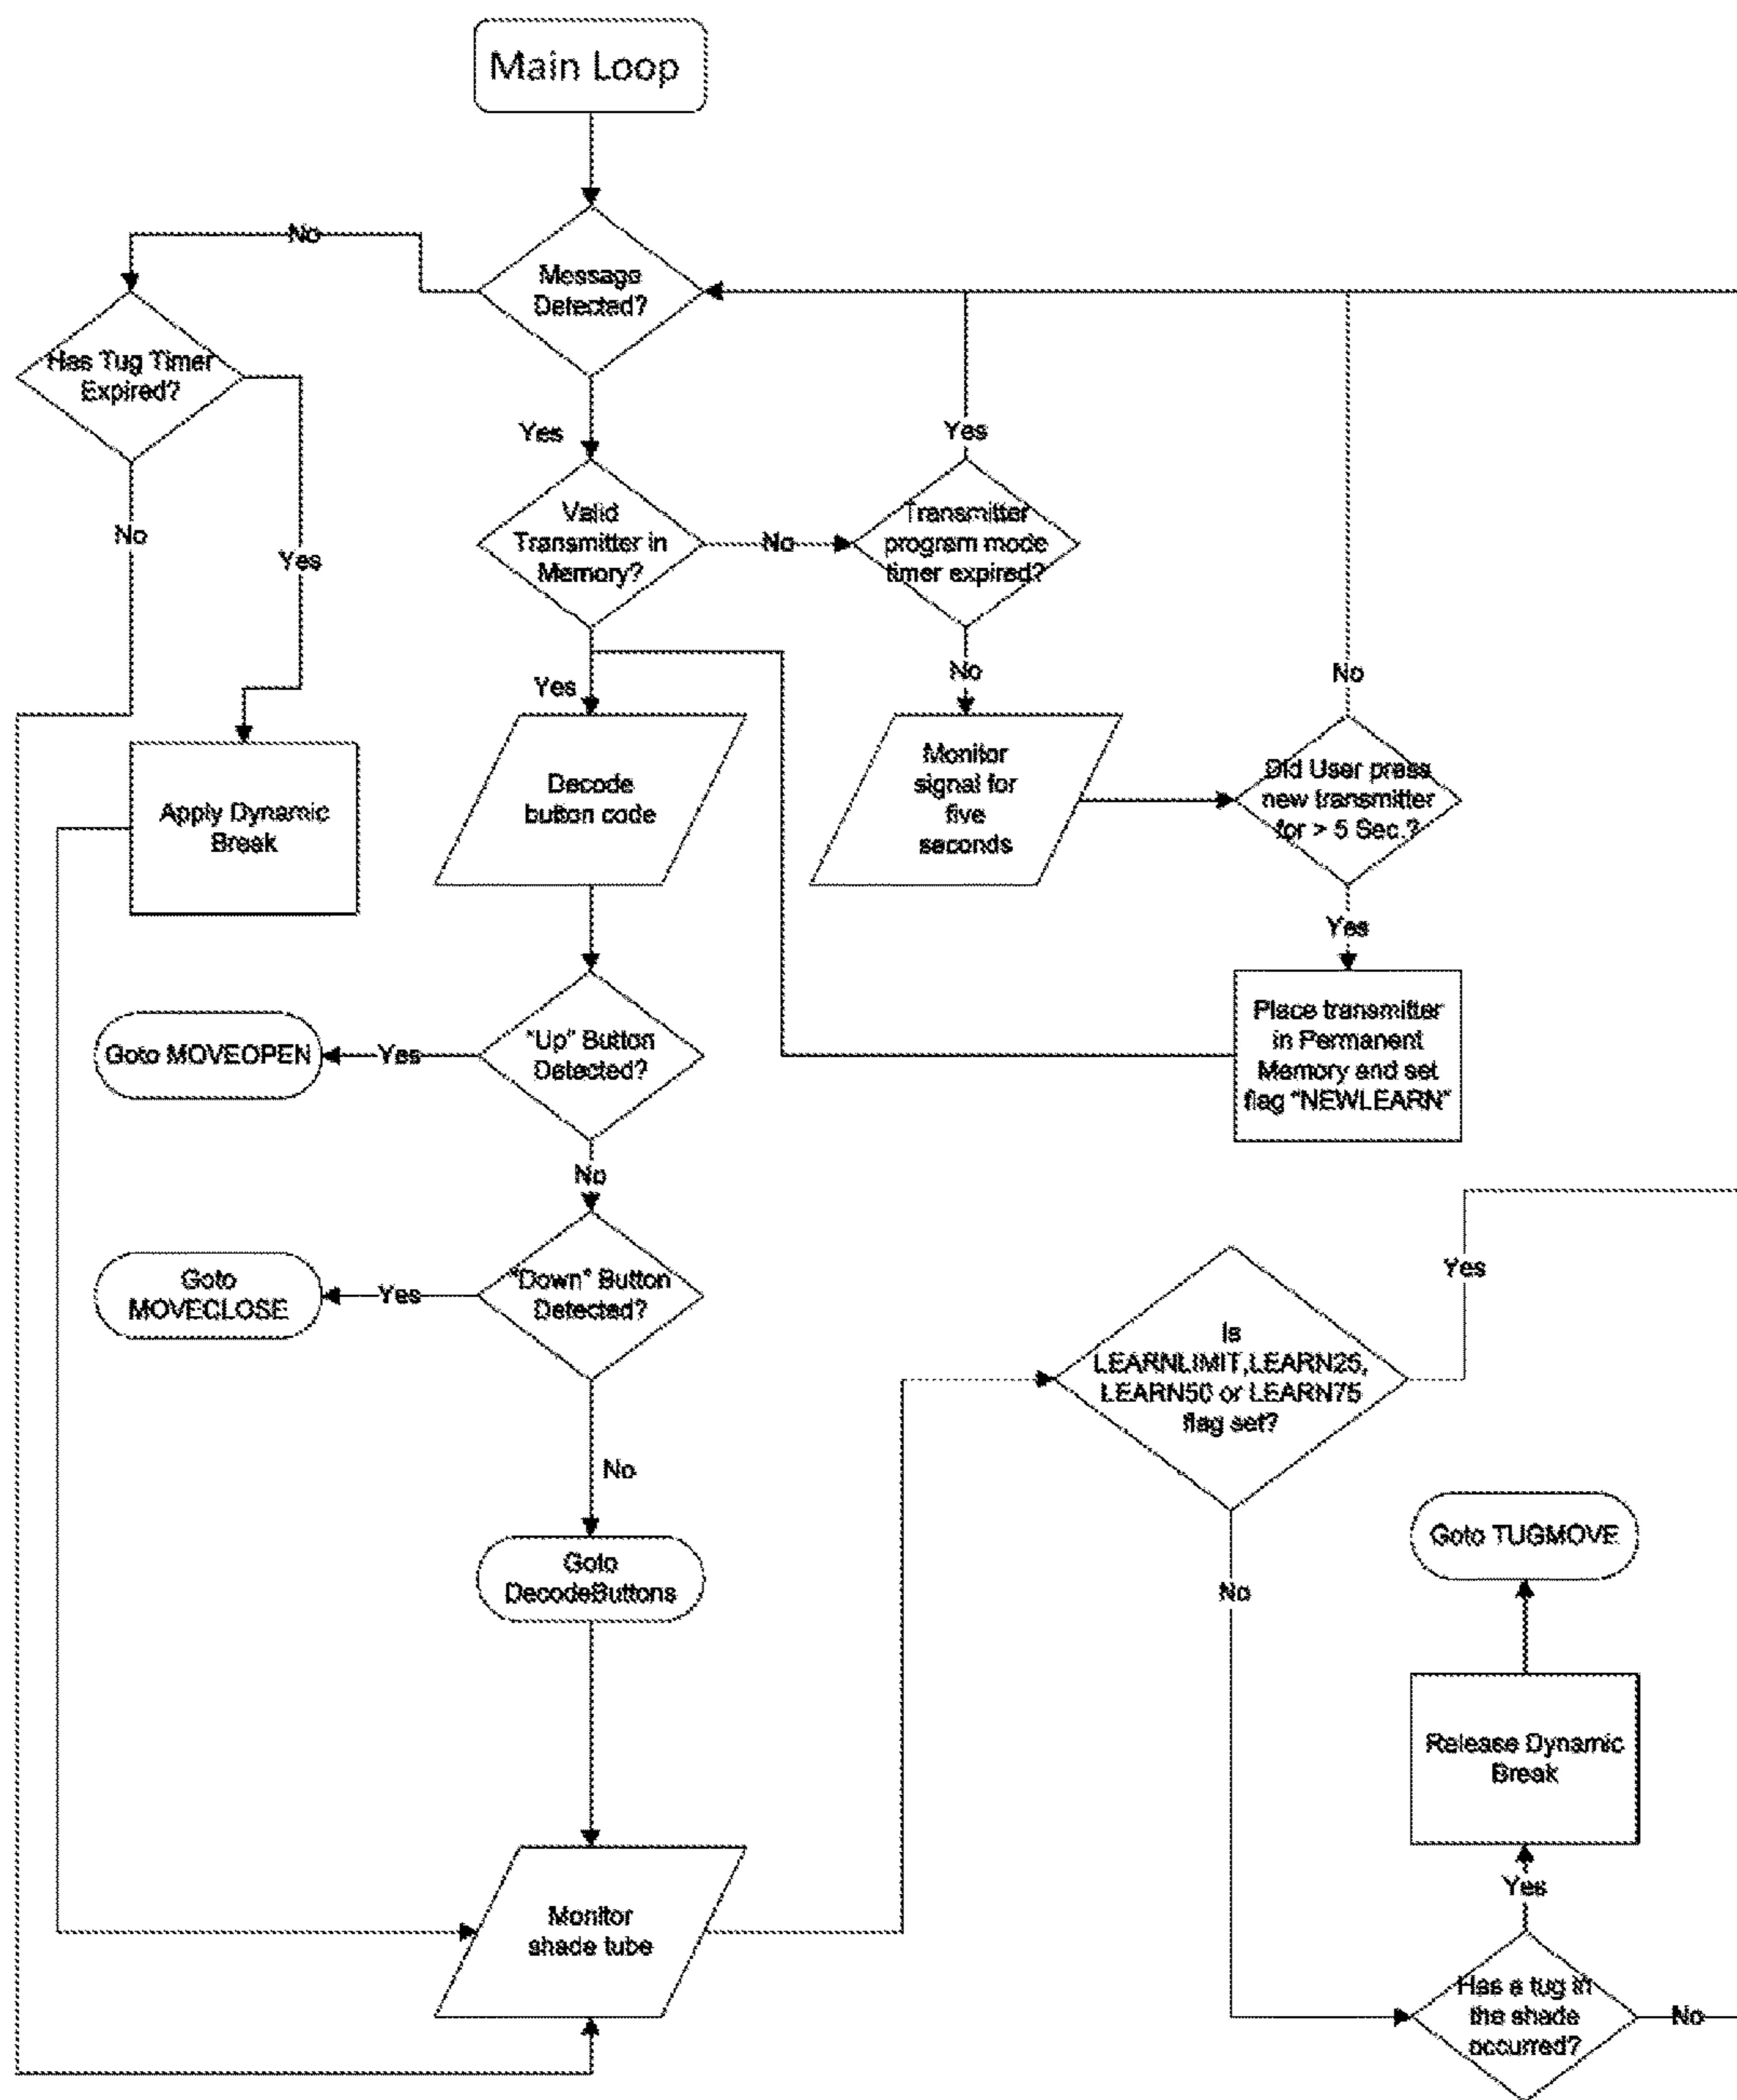 Main Loop
No
Message
Detected?
Has Tug Timer
Expired?
Yes
Yes
Valid
Transmitter in
Memory?
No
Transmitter
program mode
timer expired?
No
Yes
Yes
No
No
Apply Dynamic
Break
Decode
button code
Monitor
signal for
five
seconds
Did User press
new transmitter
for > 5 Sec.?
Yes
Goto MOVEOPEN
Yes
"Up" Button
Detected?
Place transmitter
in Permanent
Memory and set
flag "NEWLEARN"
No
Goto
MOVECLOSE
Yes
"Down" Button
Detected?
Is
LEARNLIMIT,LEARN25,
LEARN50 or LEARN75
flag set?
Yes
No
Goto
DecodeButtons
No
Goto TUGMOVE
Release Dynamic
Break
Yes
Monitor
shade tube
Has a tug in
the shade
occurred?
No